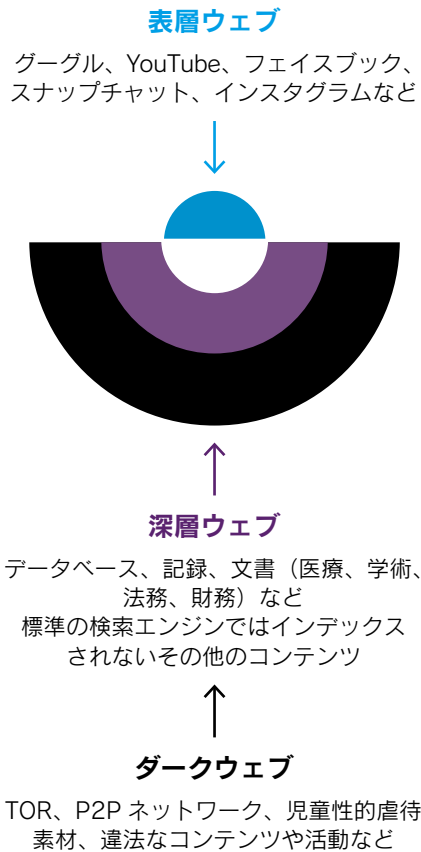 表層ウェブ
グーグル、YouTube、フェイスブック、
スナップチャット、インスタグラムなど
深層ウェブ
データベース、記録、文書（医療、学術、
法務、財務）など
標準の検索エンジンではインデックス
されないその他のコンテンツ
ダークウェブ
TOR、P2P ネットワーク、児童性的虐待
素材、違法なコンテンツや活動など